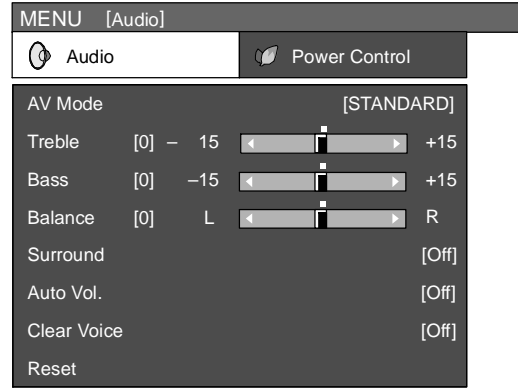 MENU [Audio]
Audio Power Control
AV Mode [STANDARD]
Treble [0] – 15 +15
Bass [0] –15 +15
Balance [0] L R
Surround [Off]
Auto Vol. [Off]
Clear Voice [Off]
Reset